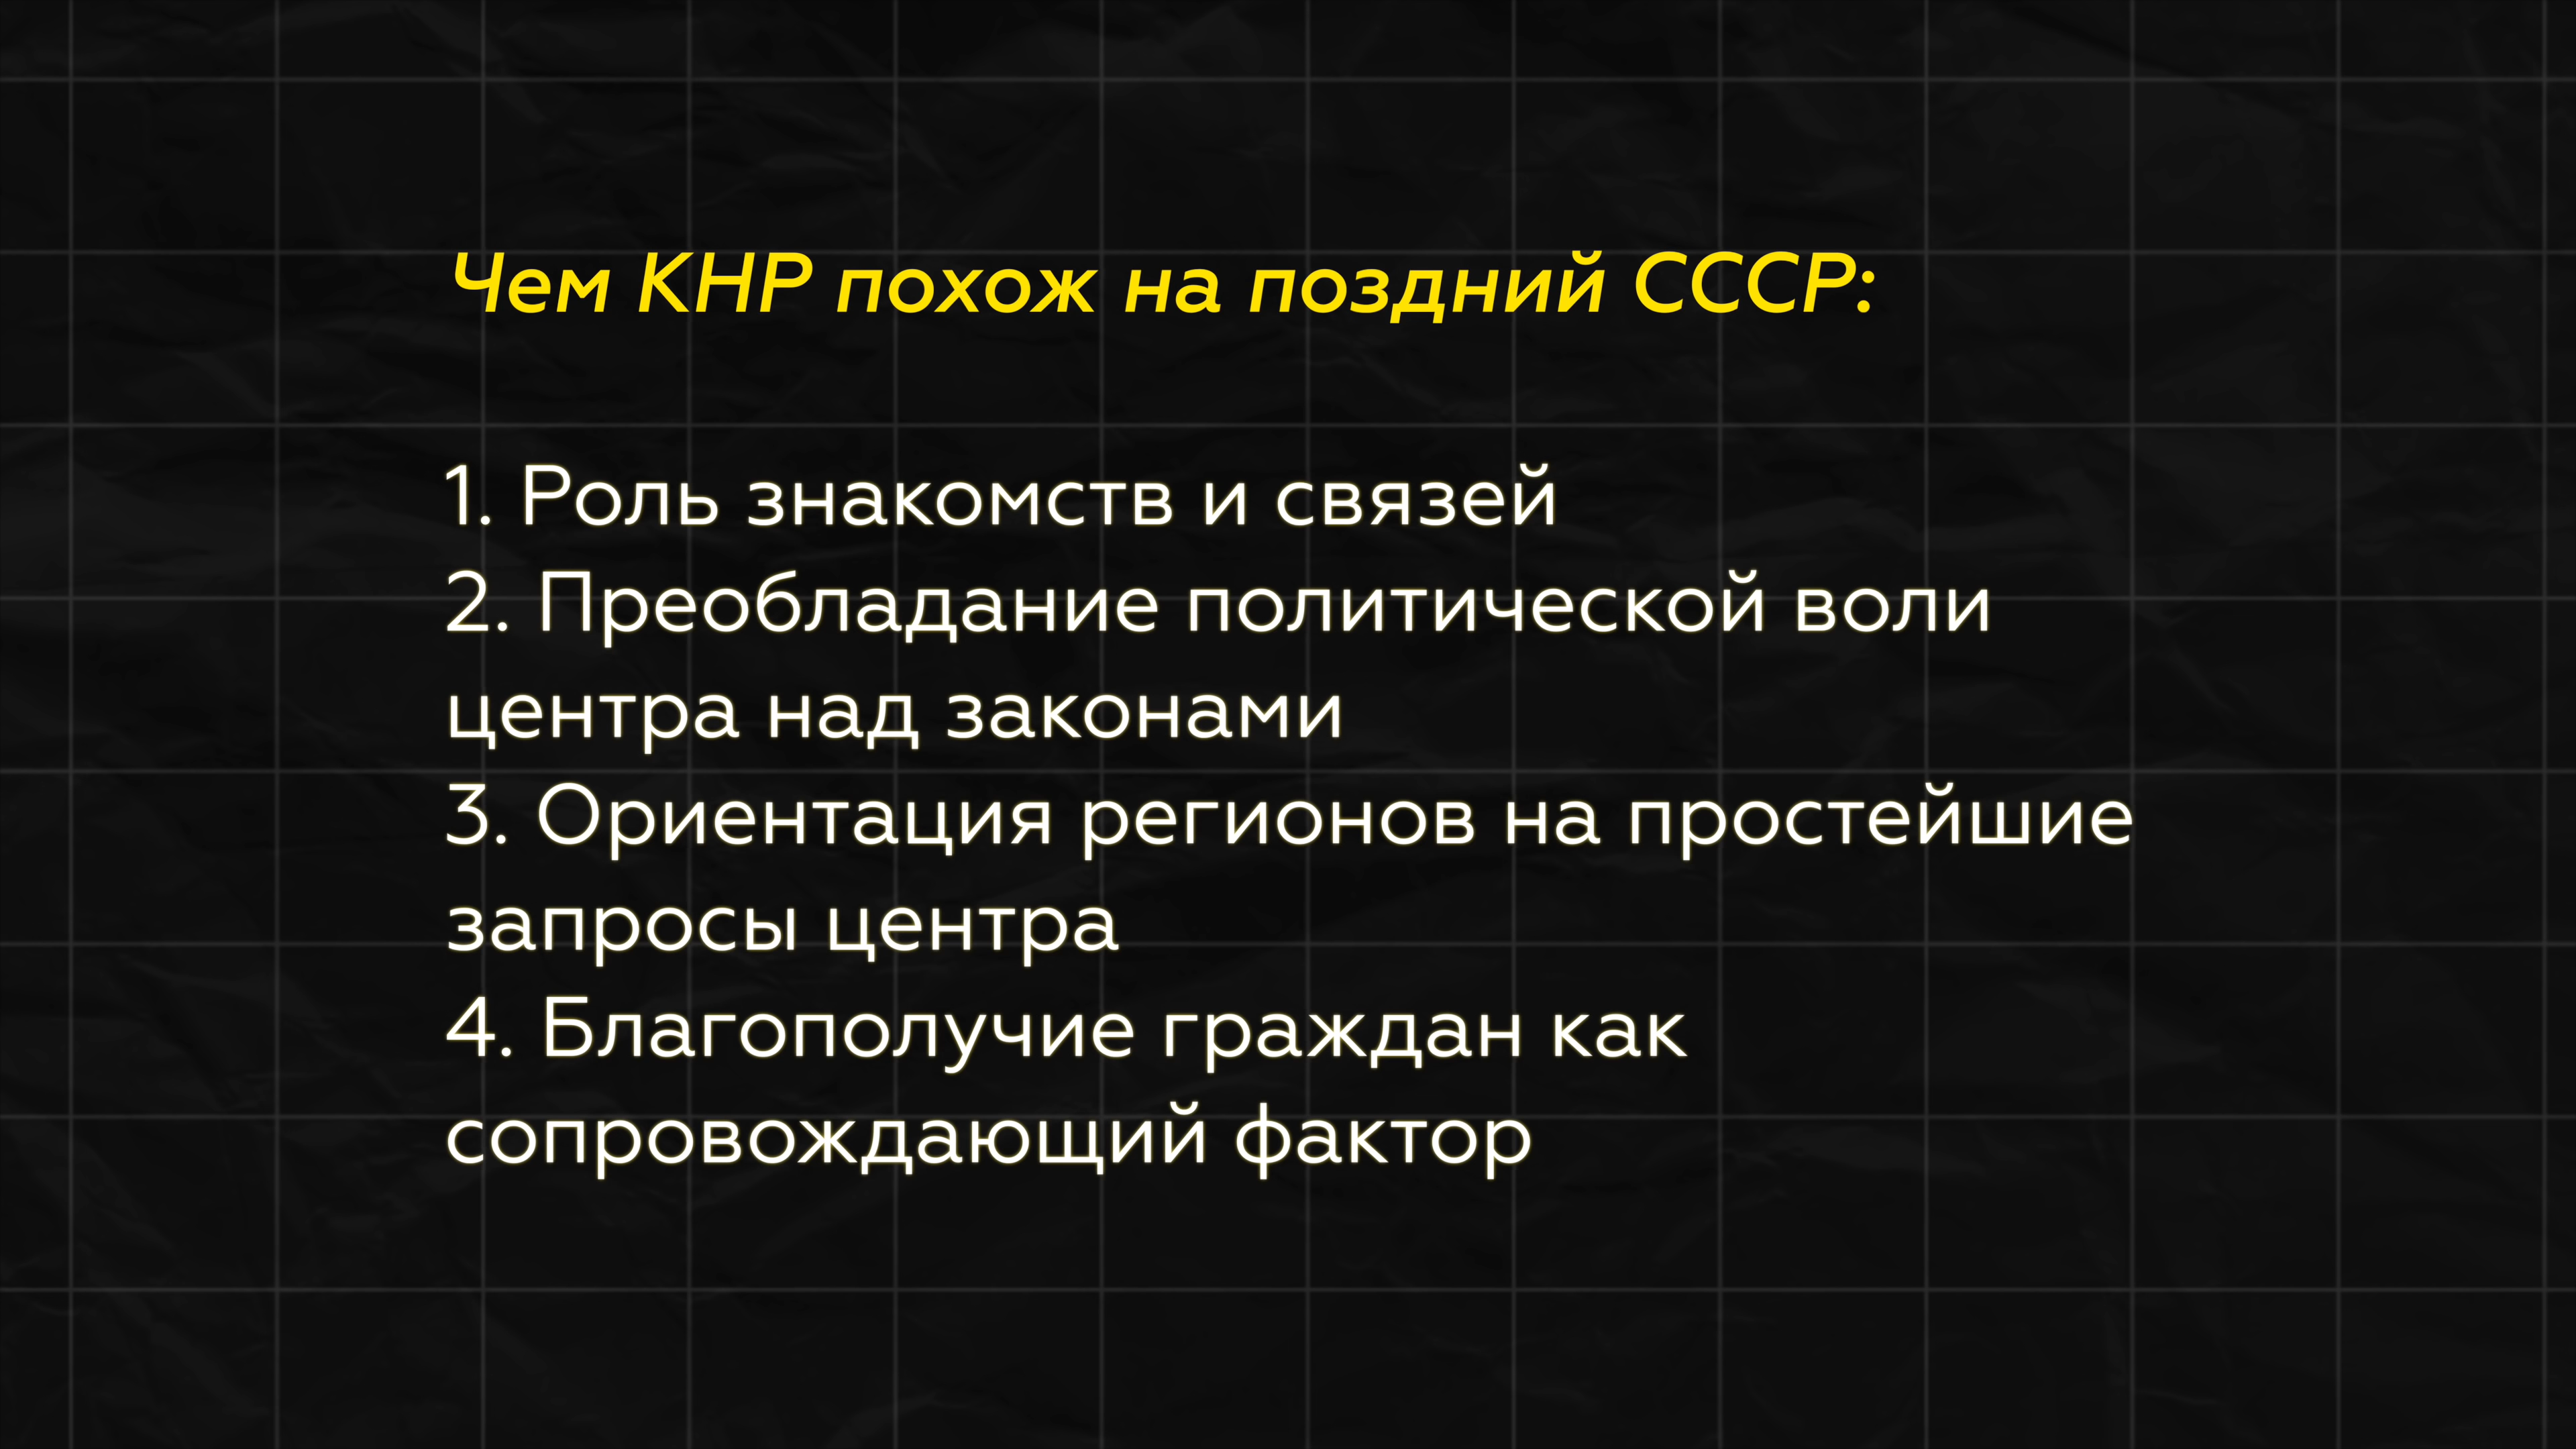 Чем КНР похож на поздний СССР:
1. Роль знакомств и связей
2. Преобладание политической воли
центра над законами
3. Ориентация регионов на простейшие
запросы центра
4. Благополучие граждан как
сопровождающий фактор